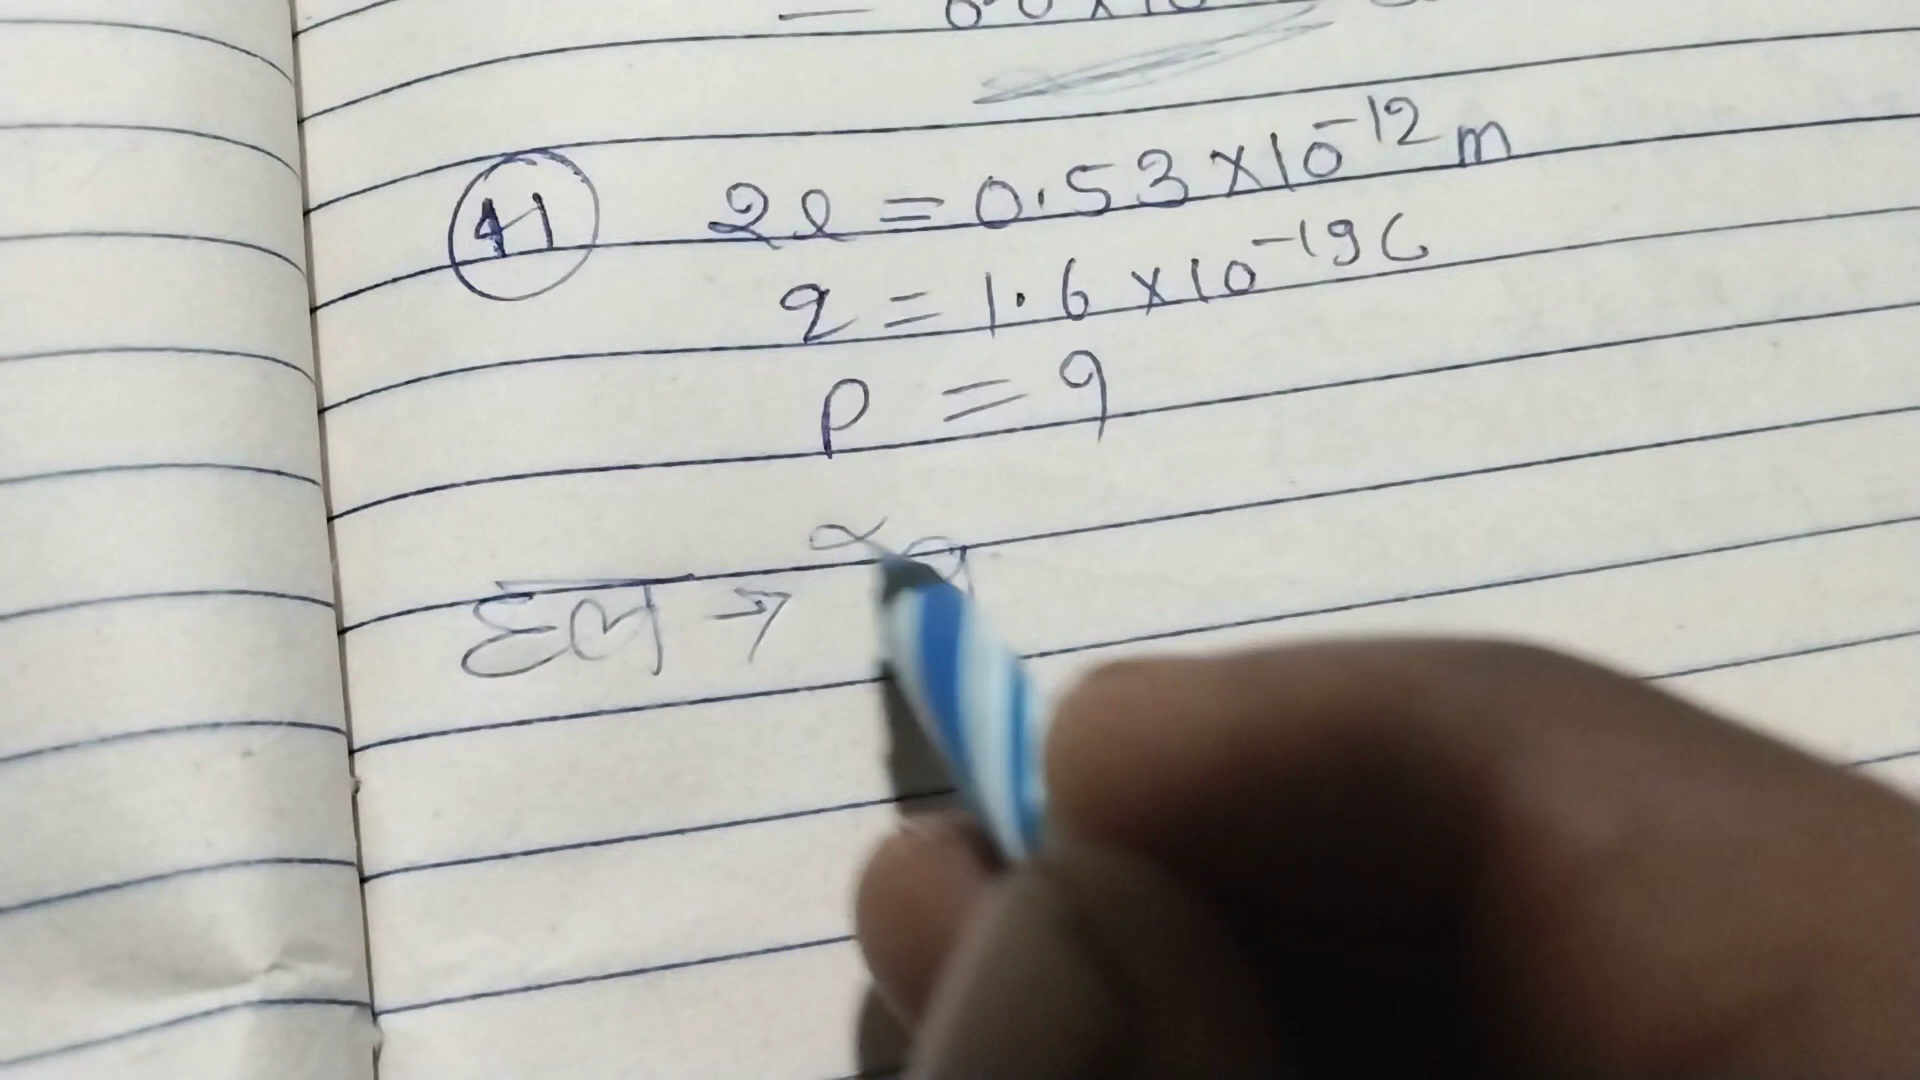 41 2l = 0.53 × 10⁻¹² m
q = 1.6 × 10⁻¹⁹ C
P = ?
हल →